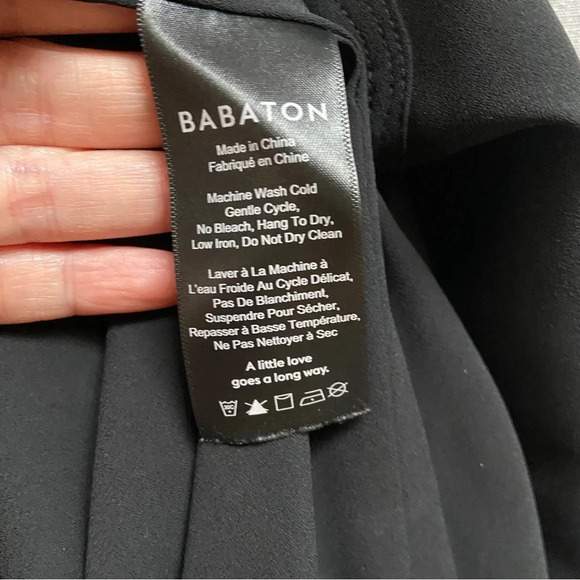 BABATON
Made in China
Fabriqué en Chine
Machine Wash Cold
Gentle Cycle,
No Bleach, Hang To Dry,
Low Iron, Do Not Dry Clean
Laver à La Machine à
L'eau Froide Au Cycle Délicat,
Pas De Blanchiment,
Suspendre Pour Sécher,
Repasser à Basse Température,
Ne Pas Nettoyer à Sec
A little love
goes a long way.